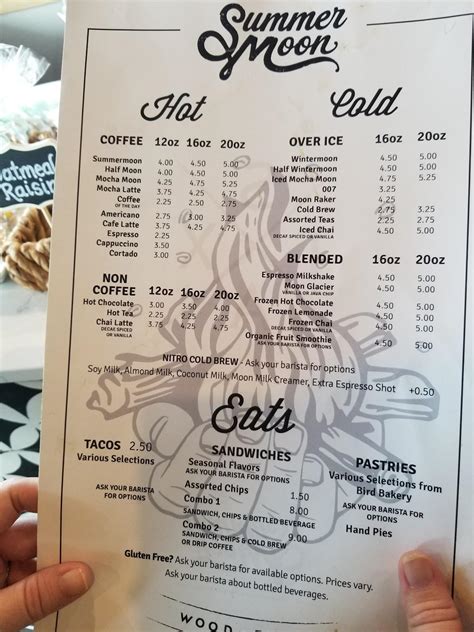 Summer
Moon
Hot
COFFEE 12oz 16oz 20oz
Summermoon 4.00 4.50 5.00
Half Moon 4.00 4.50 5.00
Mocha Moon 4.25 4.75 5.25
Mocha Latte 3.75 4.25 4.75
Coffee 2.25 2.50 2.75
OF THE DAY
Americano 2.75 3.00 3.25
Cafe Latte 3.75 4.25 4.75
Espresso 2.25
Cappuccino 3.50
Cortado 3.00
NON
COFFEE 12oz 16oz 20oz
Hot Chocolate 3.00 3.50 4.00
Hot Tea 2.25 2.50 2.75
Chai Latte 3.75 4.25 4.75
DECAF, SPICED
OR VANILLA
Cold
OVER ICE 16oz 20oz
Wintermoon 4.50 5.00
Half Wintermoon 4.50 5.00
Iced Mocha Moon 4.75 5.25
007
Moon Raker 4.25
Cold Brew 2.75 3.25
Assorted Teas 2.75
Iced Chai 4.50 5.00
DECAF SPICED OR VANILLA
BLENDED 16oz 20oz
Espresso Milkshake 4.50 5.00
Moon Glacier 4.50 5.00
VANILLA OR JAVA CHIP
Frozen Hot Chocolate 4.50 5.00
Frozen Lemonade 4.50 5.00
Frozen Chai 4.50 5.00
DECAF, SPICED OR VANILLA
Organic Fruit Smoothie 4.50 5.00
ASK YOUR BARISTA FOR OPTIONS
NITRO COLD BREW - Ask your barista for options
Soy Milk, Almond Milk, Coconut Milk, Moon Milk Creamer, Extra Espresso Shot +0.50
Eats
TACOS 2.50
Various Selections
ASK YOUR BARISTA
FOR OPTIONS
SANDWICHES
Seasonal Flavors
ASK YOUR BARISTA FOR OPTIONS
Assorted Chips 1.50
Combo 1 8.00
SANDWICH, CHIPS & BOTTLED BEVERAGE
Combo 2 9.00
SANDWICH, CHIPS & COLD BREW
OR DRIP COFFEE
PASTRIES
Various Selections from
Bird Bakery
ASK YOUR BARISTA
FOR OPTIONS
Hand Pies
Gluten Free? Ask your barista for available options. Prices vary.
Ask your barista about bottled beverages.
WOOD
Oatmeal
Raisin